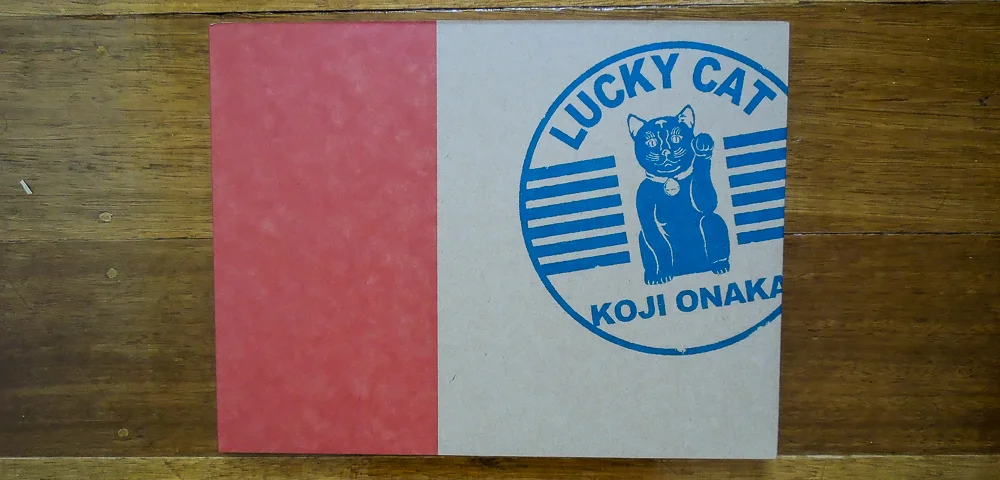 LUCKY CAT
KOJI ONAKA